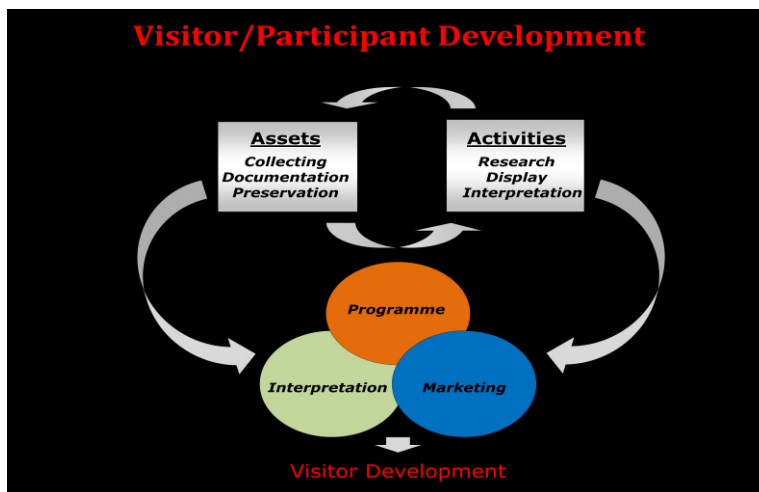 Visitor/Participant Development
Assets
Collecting
Documentation
Preservation
Activities
Research
Display
Interpretation
Programme
Interpretation
Marketing
Visitor Development